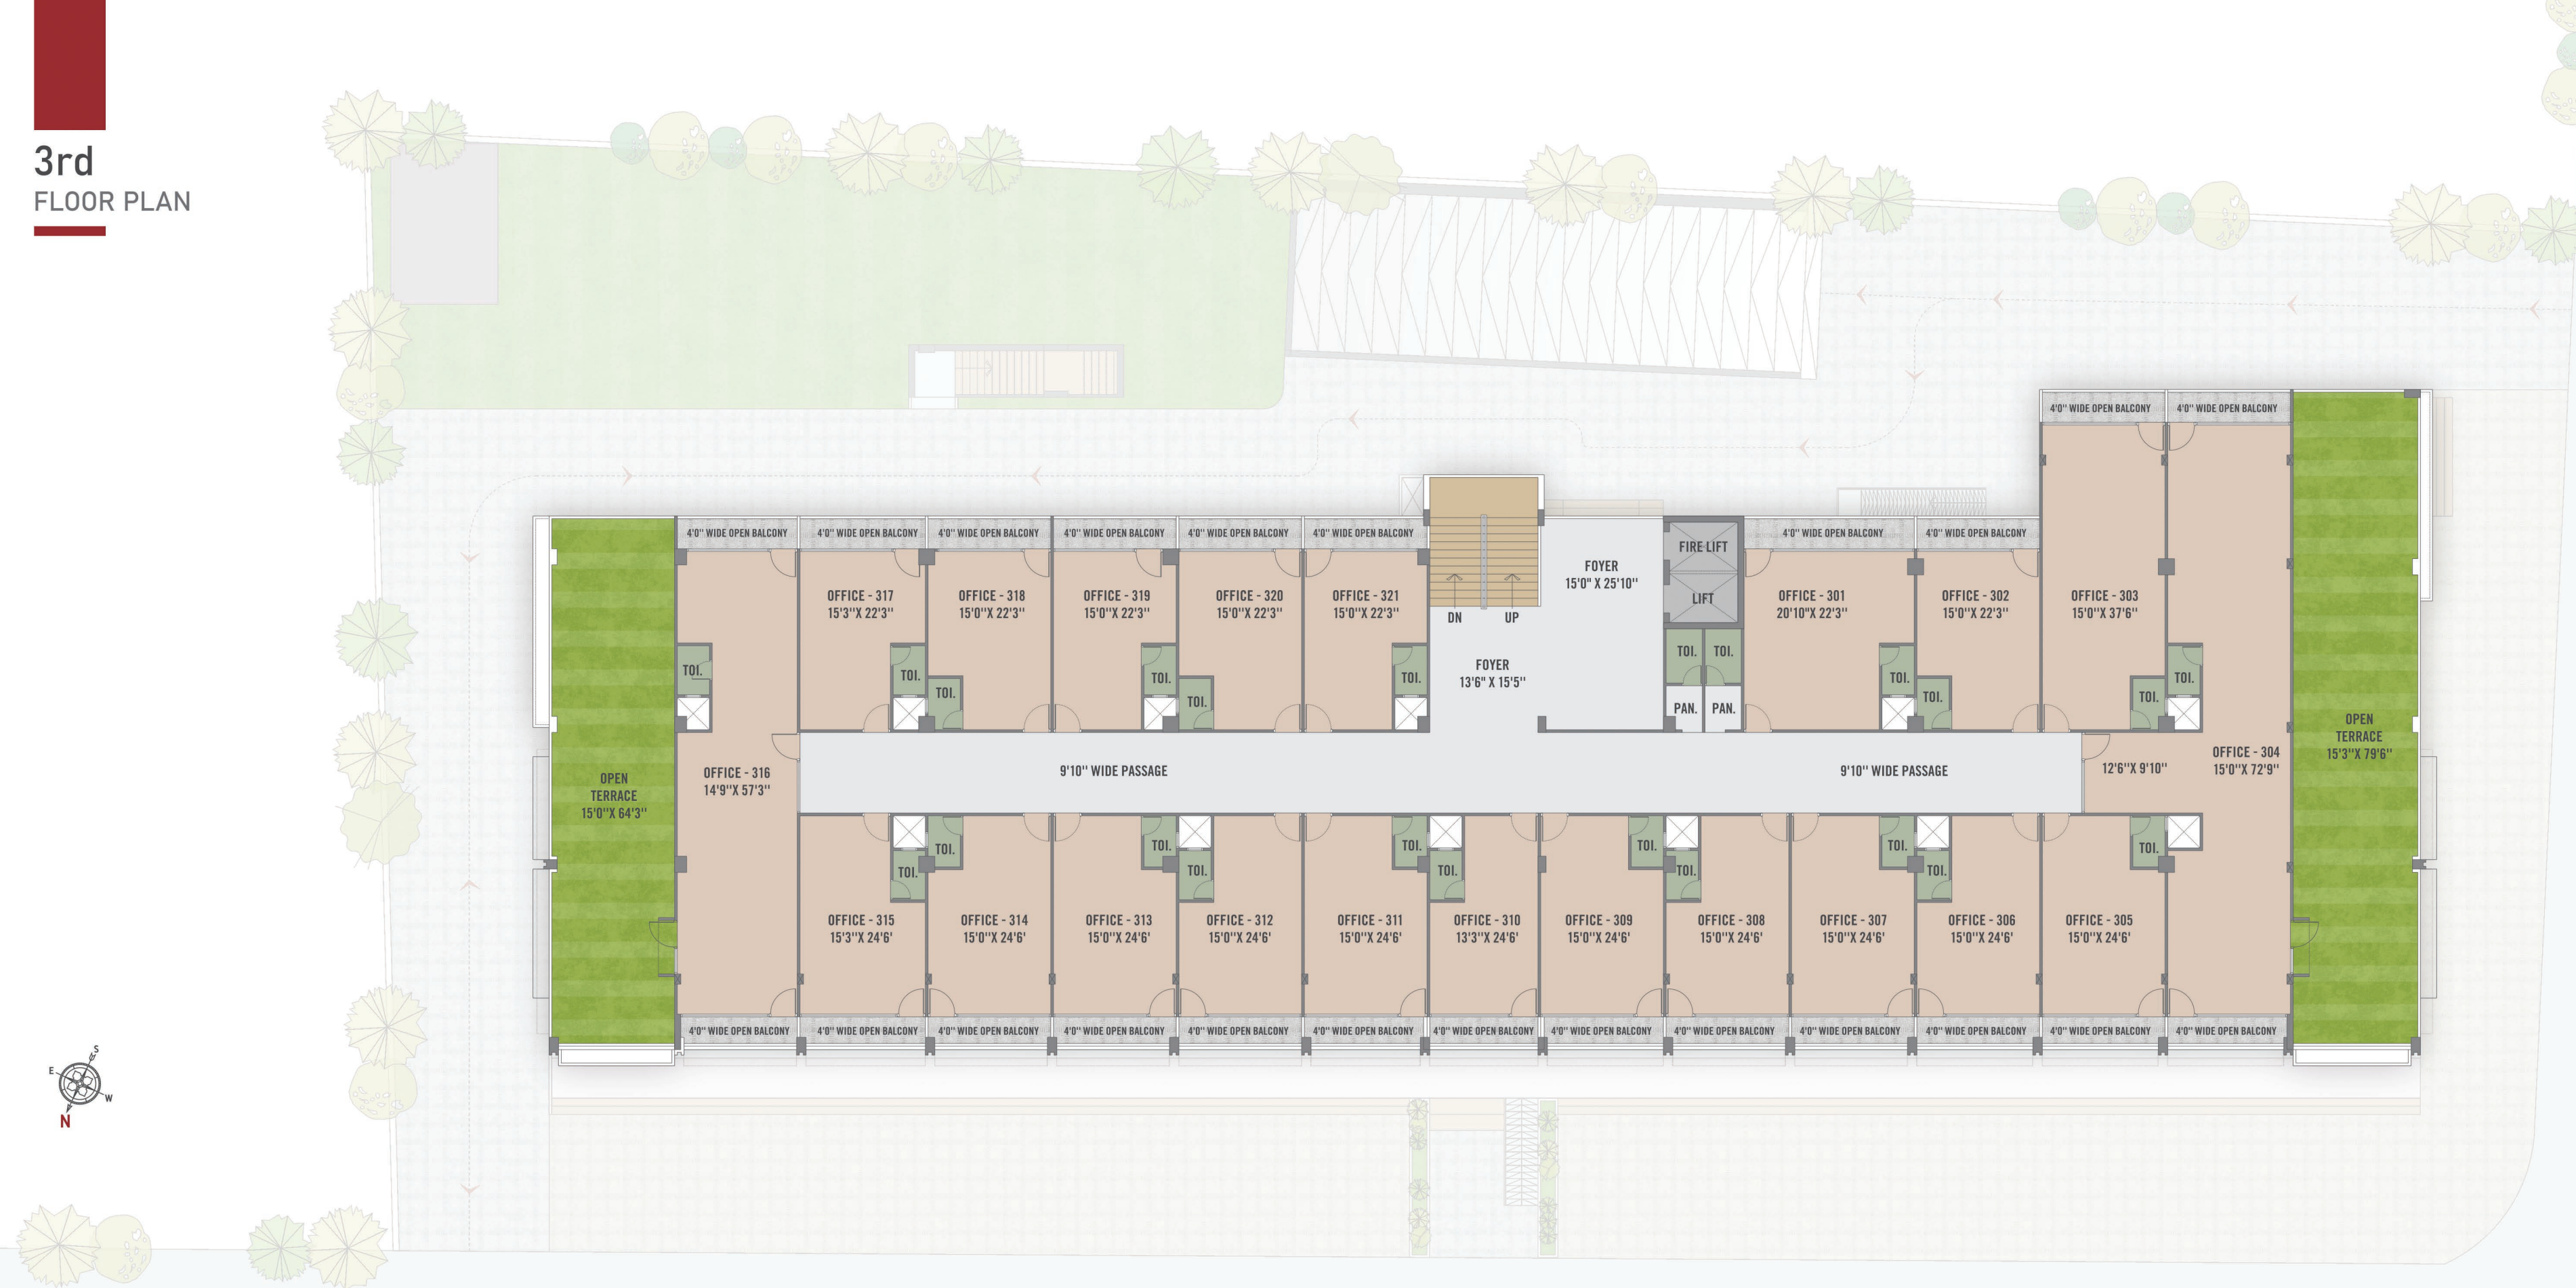 3rd
FLOOR PLAN
4'0" WIDE OPEN BALCONY
4'0" WIDE OPEN BALCONY
4'0" WIDE OPEN BALCONY
4'0" WIDE OPEN BALCONY
4'0" WIDE OPEN BALCONY
4'0" WIDE OPEN BALCONY
4'0" WIDE OPEN BALCONY
4'0" WIDE OPEN BALCONY
4'0" WIDE OPEN BALCONY
4'0" WIDE OPEN BALCONY
OFFICE - 317
15'3"X 22'3"
OFFICE - 318
15'0"X 22'3"
OFFICE - 319
15'0"X 22'3"
OFFICE - 320
15'0"X 22'3"
OFFICE - 321
15'0"X 22'3"
DN
UP
FOYER
15'0" X 25'10"
FIRE LIFT
LIFT
OFFICE - 301
20'10"X 22'3"
OFFICE - 302
15'0"X 22'3"
OFFICE - 303
15'0"X 37'6"
TOI.
TOI.
TOI.
TOI.
TOI.
TOI.
FOYER
13'6" X 15'5"
TOI.
TOI.
PAN.
PAN.
TOI.
TOI.
TOI.
TOI.
OPEN
TERRACE
15'0"X 64'3"
OFFICE - 316
14'9"X 57'3"
9'10" WIDE PASSAGE
9'10" WIDE PASSAGE
12'6"X 9'10"
OFFICE - 304
15'0"X 72'9"
OPEN
TERRACE
15'3"X 79'6"
TOI.
TOI.
TOI.
TOI.
TOI.
TOI.
TOI.
TOI.
TOI.
TOI.
TOI.
OFFICE - 315
15'3"X 24'6'
OFFICE - 314
15'0"X 24'6'
OFFICE - 313
15'0"X 24'6'
OFFICE - 312
15'0"X 24'6'
OFFICE - 311
15'0"X 24'6'
OFFICE - 310
13'3"X 24'6'
OFFICE - 309
15'0"X 24'6'
OFFICE - 308
15'0"X 24'6'
OFFICE - 307
15'0"X 24'6'
OFFICE - 306
15'0"X 24'6'
OFFICE - 305
15'0"X 24'6'
4'0" WIDE OPEN BALCONY
4'0" WIDE OPEN BALCONY
4'0" WIDE OPEN BALCONY
4'0" WIDE OPEN BALCONY
4'0" WIDE OPEN BALCONY
4'0" WIDE OPEN BALCONY
4'0" WIDE OPEN BALCONY
4'0" WIDE OPEN BALCONY
4'0" WIDE OPEN BALCONY
4'0" WIDE OPEN BALCONY
4'0" WIDE OPEN BALCONY
4'0" WIDE OPEN BALCONY
4'0" WIDE OPEN BALCONY
S
E
W
N